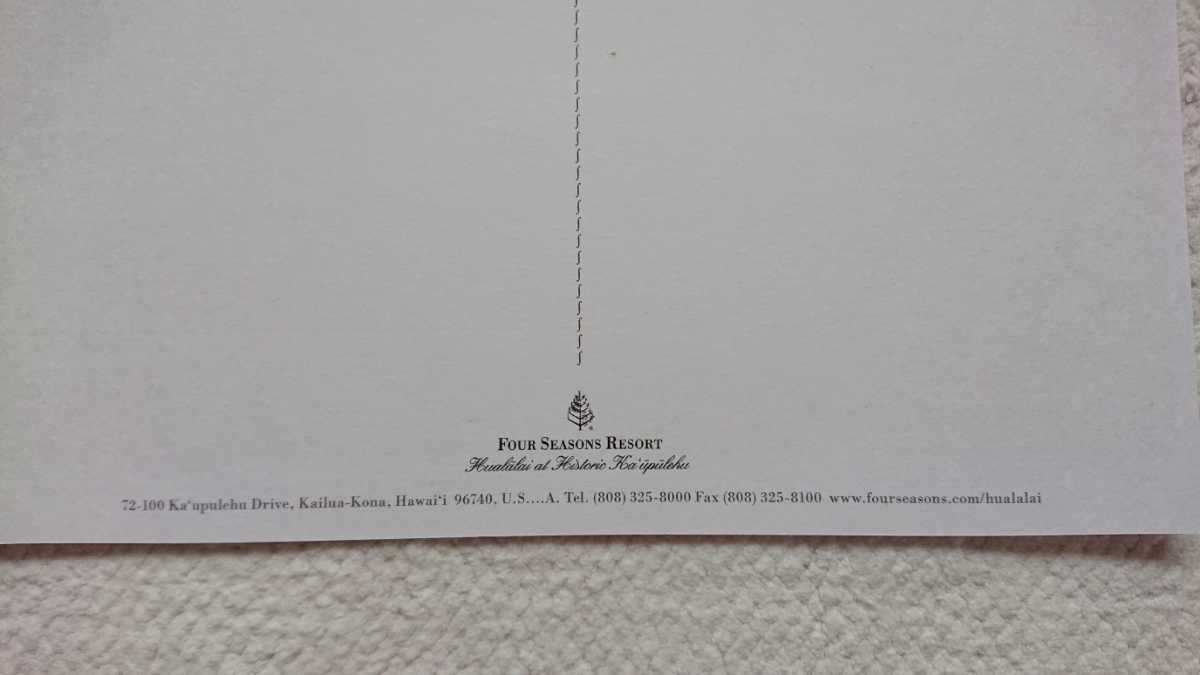 FOUR SEASONS RESORT
Hualālai at Historic Ka‘ūpūlehu
72-100 Ka‘upulehu Drive, Kailua-Kona, Hawai‘i 96740, U.S....A. Tel. (808) 325-8000 Fax (808) 325-8100 www.fourseasons.com/hualalai